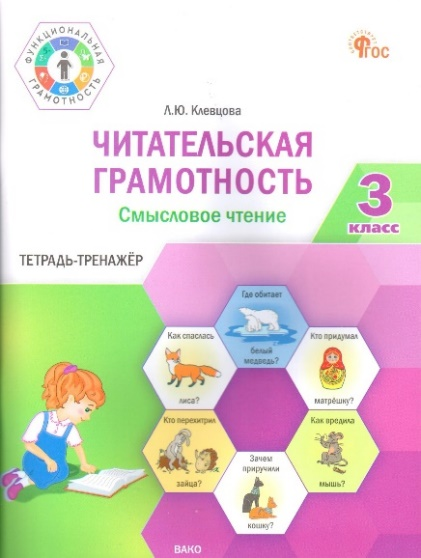 ФУНКЦИОНАЛЬНАЯ
ГРАМОТНОСТЬ
ФГОС
Л.Ю. Клевцова
ЧИТАТЕЛЬСКАЯ
ГРАМОТНОСТЬ
Смысловое чтение
3
класс
ТЕТРАДЬ-ТРЕНАЖЁР
Где обитает
белый
медведь?
Как спаслась
лиса?
Кто придумал
матрёшку?
Кто перехитрил
зайца?
Как вредила
мышь?
Зачем
приручили
кошку?
ВАКО